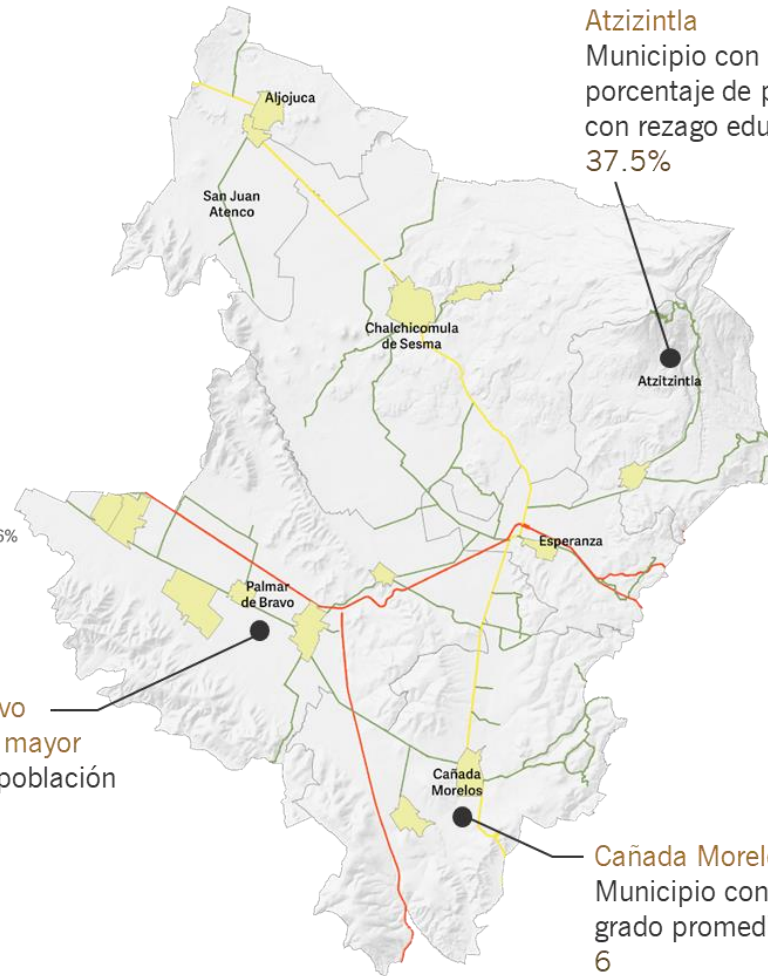 Atzizintla
Municipio con
porcentaje de p
con rezago edu
37.5%
Aljojuca
San Juan
Atenco
Chalchicomula
de Sesma
Atzitzintla
6%
Esperanza
Palmar
de Bravo
vo
mayor
población
Cañada
Morelos
Cañada Morel
Municipio con
grado promed
6